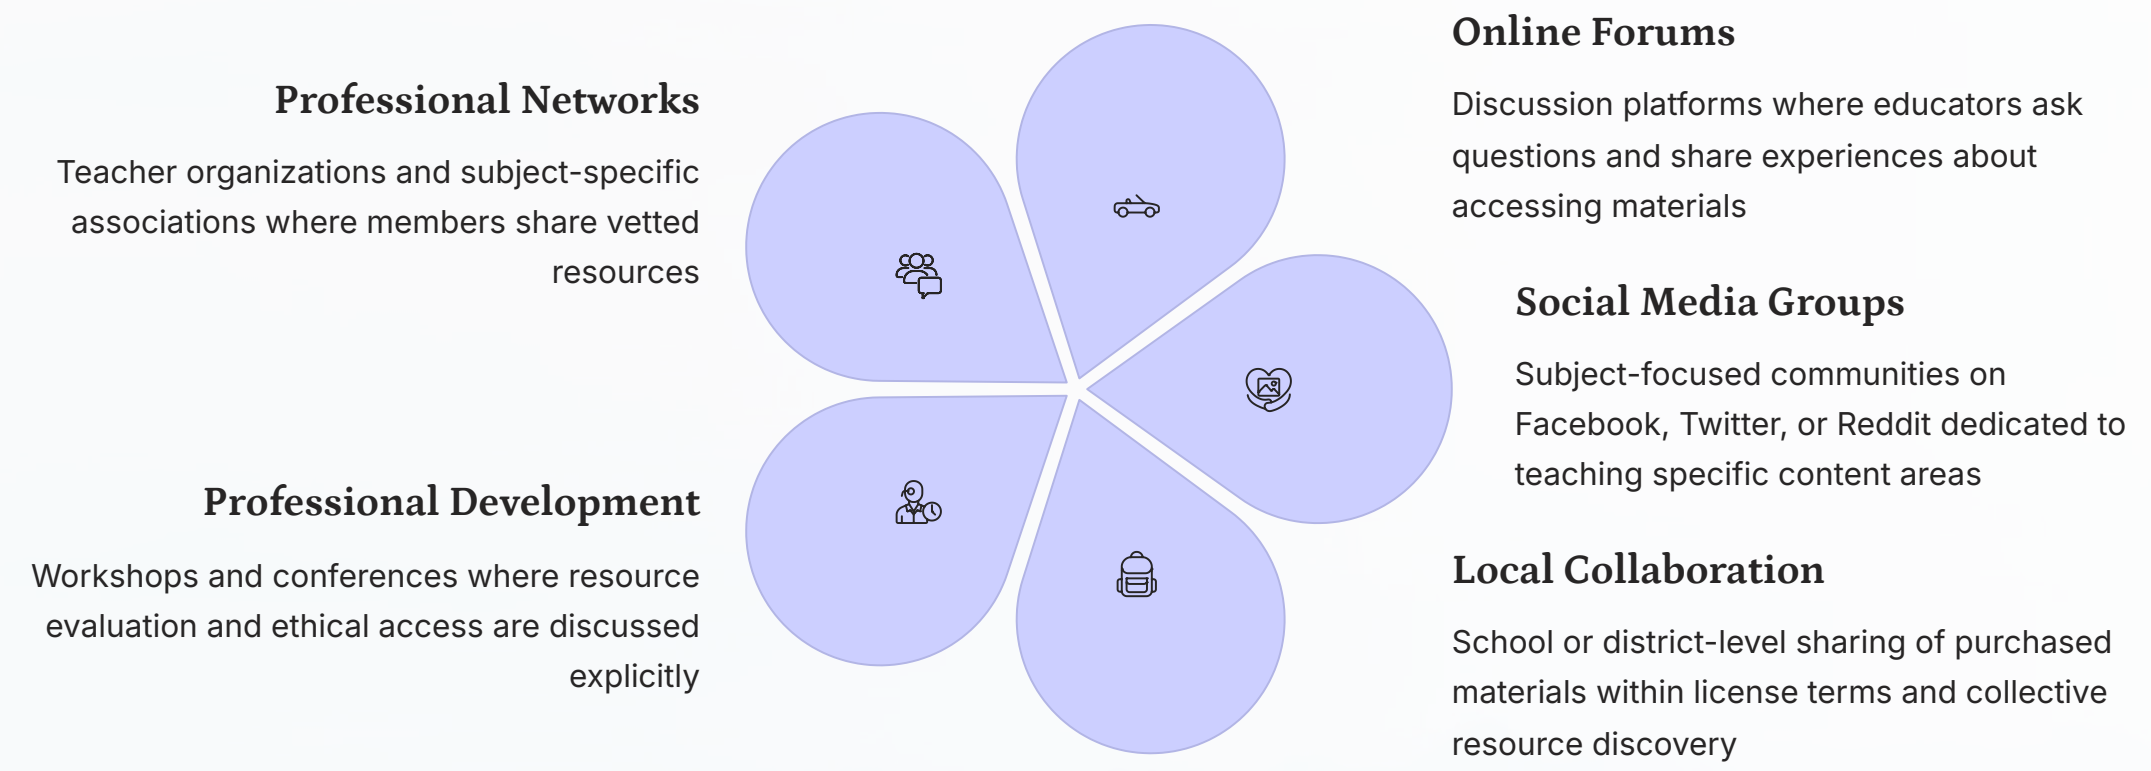 Professional Networks
Teacher organizations and subject-specific
associations where members share vetted
resources
Professional Development
Workshops and conferences where resource
evaluation and ethical access are discussed
explicitly
Online Forums
Discussion platforms where educators ask
questions and share experiences about
accessing materials
Social Media Groups
Subject-focused communities on
Facebook, Twitter, or Reddit dedicated to
teaching specific content areas
Local Collaboration
School or district-level sharing of purchased
materials within license terms and collective
resource discovery